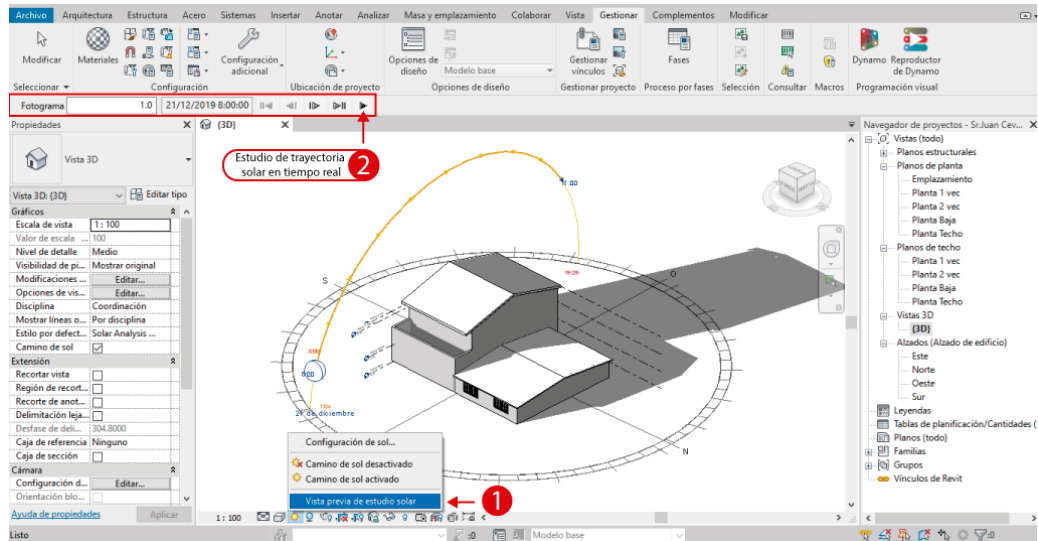 Archivo Arquitectura Estructura Acero Sistemas Insertar Anotar Analizar Masa y emplazamiento Colaborar Vista Gestionar Complementos Modificar
Modificar
Materiales
Configuración adicional
Opciones de diseño
Modelo base
Gestionar vínculos
Fases
Dynamo
Reproductor de Dynamo
Seleccionar
Configuración
Ubicación de proyecto
Opciones de diseño
Gestionar proyecto
Proceso por fases
Selección
Consultar
Macros
Programación visual
Fotograma 1.0 21/12/2019 8:00:00
Propiedades
Vista 3D
Vista 3D: {3D}
Editar tipo
Gráficos
Escala de vista 1 : 100
Valor de escala ... 100
Nivel de detalle Medio
Visibilidad de pi... Mostrar original
Modificaciones ... Editar...
Opciones de vis... Editar...
Disciplina Coordinación
Mostrar líneas o... Por disciplina
Estilo por defect... Solar Analysis ...
Camino de sol
Extensión
Recortar vista
Región de recort...
Recorte de anot...
Delimitación leja...
Desfase de deli... 304.8000
Caja de referencia Ninguno
Caja de sección
Cámara
Configuración d... Editar...
Orientación blo...
Ayuda de propiedades
Aplicar
{3D}
Estudio de trayectoria
solar en tiempo real
2
19:29
S
O
N
21 de diciembre
Configuración de sol...
Camino de sol desactivado
Camino de sol activado
Vista previa de estudio solar
1
1 : 100
Navegador de proyectos - Sr.Juan Cev...
Vistas (todo)
Planos estructurales
Planos de planta
Emplazamiento
Planta 1 vec
Planta 2 vec
Planta Baja
Planta Techo
Planos de techo
Planta 1 vec
Planta 2 vec
Planta Baja
Planta Techo
Vistas 3D
{3D}
Alzados (Alzado de edificio)
Este
Norte
Oeste
Sur
Leyendas
Tablas de planificación/Cantidades (
Planos (todo)
Familias
Grupos
Vínculos de Revit
Listo
:0
Modelo base
:0